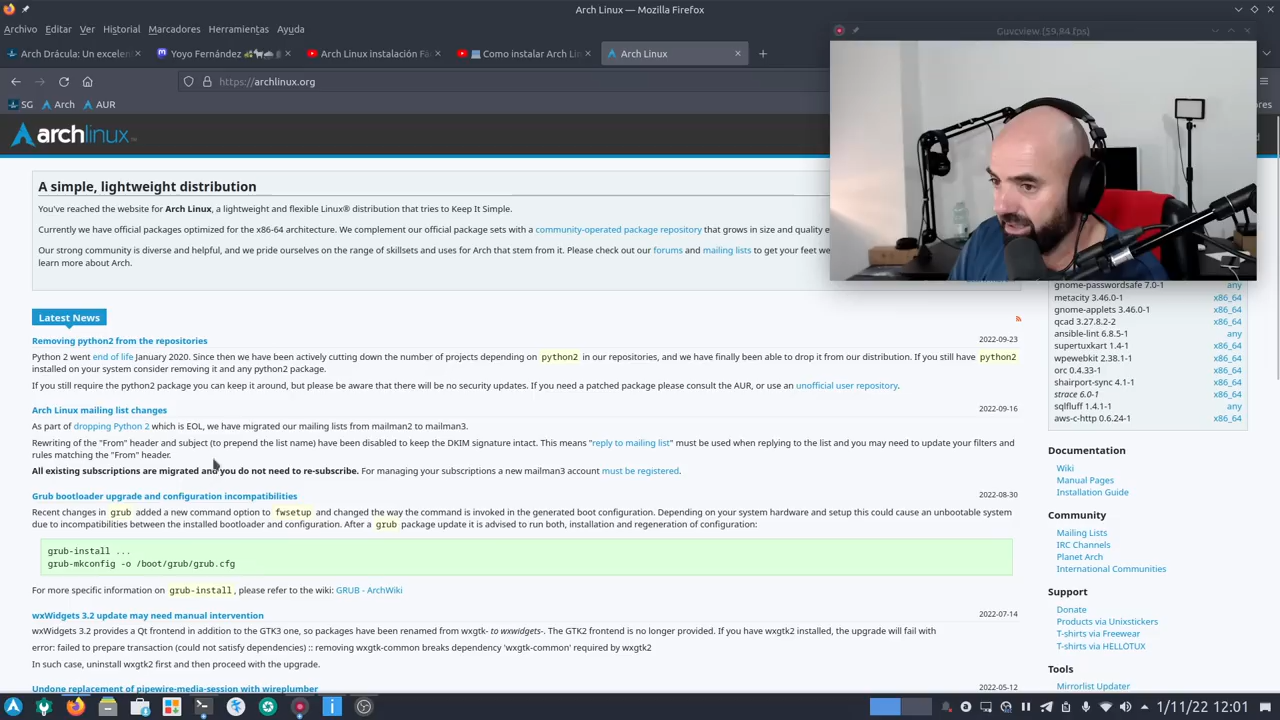 Arch Linux — Mozilla Firefox
Archivo Editar Ver Historial Marcadores Herramientas Ayuda
Guvcview (59,84 fps)
Arch Drácula: Un excelen
Yoyo Fernández
Arch Linux instalación Fá
Como instalar Arch Lin
Arch Linux
https://archlinux.org
SG Arch AUR
ores
archlinux
A simple, lightweight distribution
You've reached the website for Arch Linux, a lightweight and flexible Linux® distribution that tries to Keep It Simple.
Currently we have official packages optimized for the x86-64 architecture. We complement our official package sets with a community-operated package repository that grows in size and quality e
Our strong community is diverse and helpful, and we pride ourselves on the range of skillsets and uses for Arch that stem from it. Please check out our forums and mailing lists to get your feet we
learn more about Arch.
Latest News
Removing python2 from the repositories 2022-09-23
Python 2 went end of life January 2020. Since then we have been actively cutting down the number of projects depending on python2 in our repositories, and we have finally been able to drop it from our distribution. If you still have python2
installed on your system consider removing it and any python2 package.
If you still require the python2 package you can keep it around, but please be aware that there will be no security updates. If you need a patched package please consult the AUR, or use an unofficial user repository.
Arch Linux mailing list changes 2022-09-16
As part of dropping Python 2 which is EOL, we have migrated our mailing lists from mailman2 to mailman3.
Rewriting of the "From" header and subject (to prepend the list name) have been disabled to keep the DKIM signature intact. This means "reply to mailing list" must be used when replying to the list and you may need to update your filters and
rules matching the "From" header.
All existing subscriptions are migrated and you do not need to re-subscribe. For managing your subscriptions a new mailman3 account must be registered.
Grub bootloader upgrade and configuration incompatibilities 2022-08-30
Recent changes in grub added a new command option to fwsetup and changed the way the command is invoked in the generated boot configuration. Depending on your system hardware and setup this could cause an unbootable system
due to incompatibilities between the installed bootloader and configuration. After a grub package update it is advised to run both, installation and regeneration of configuration:
grub-install ...
grub-mkconfig -o /boot/grub/grub.cfg
For more specific information on grub-install, please refer to the wiki: GRUB - ArchWiki
wxWidgets 3.2 update may need manual intervention 2022-07-14
wxWidgets 3.2 provides a Qt frontend in addition to the GTK3 one, so packages have been renamed from wxgtk- to wxwidgets-. The GTK2 frontend is no longer provided. If you have wxgtk2 installed, the upgrade will fail with
error: failed to prepare transaction (could not satisfy dependencies) :: removing wxgtk-common breaks dependency 'wxgtk-common' required by wxgtk2
In such case, uninstall wxgtk2 first and then proceed with the upgrade.
Undone replacement of pipewire-media-session with wireplumber 2022-05-12
gnome-passwordsafe 7.0-1 any
metacity 3.46.0-1 x86_64
gnome-applets 3.46.0-1 x86_64
qcad 3.27.8.2-2 x86_64
ansible-lint 6.8.5-1 any
supertuxkart 1.4-1 x86_64
wpewebkit 2.38.1-1 x86_64
orc 0.4.33-1 x86_64
shairport-sync 4.1-1 x86_64
strace 6.0-1 x86_64
sqlfluff 1.4.1-1 any
aws-c-http 0.6.24-1 x86_64
Documentation
Wiki
Manual Pages
Installation Guide
Community
Mailing Lists
IRC Channels
Planet Arch
International Communities
Support
Donate
Products via Unixstickers
T-shirts via Freewear
T-shirts via HELLOTUX
Tools
Mirrorlist Updater
1/11/22 12:01